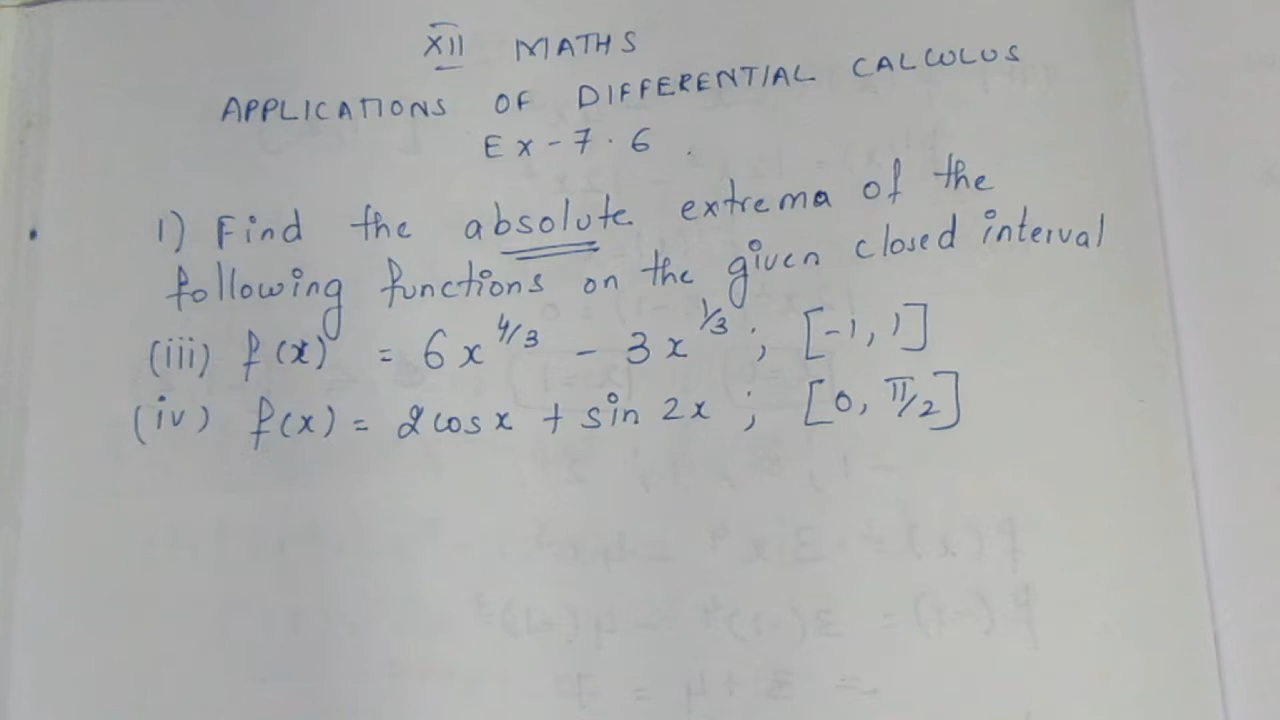 XII MATHS
APPLICATIONS OF DIFFERENTIAL CALCULUS
Ex-7.6.
1) Find the absolute extrema of the
following functions on the given closed interval
(iii) f(x) = 6x^4/3 - 3x^1/3 ; [-1, 1]
(iv) f(x) = 2cosx + sin 2x ; [0, π/2]